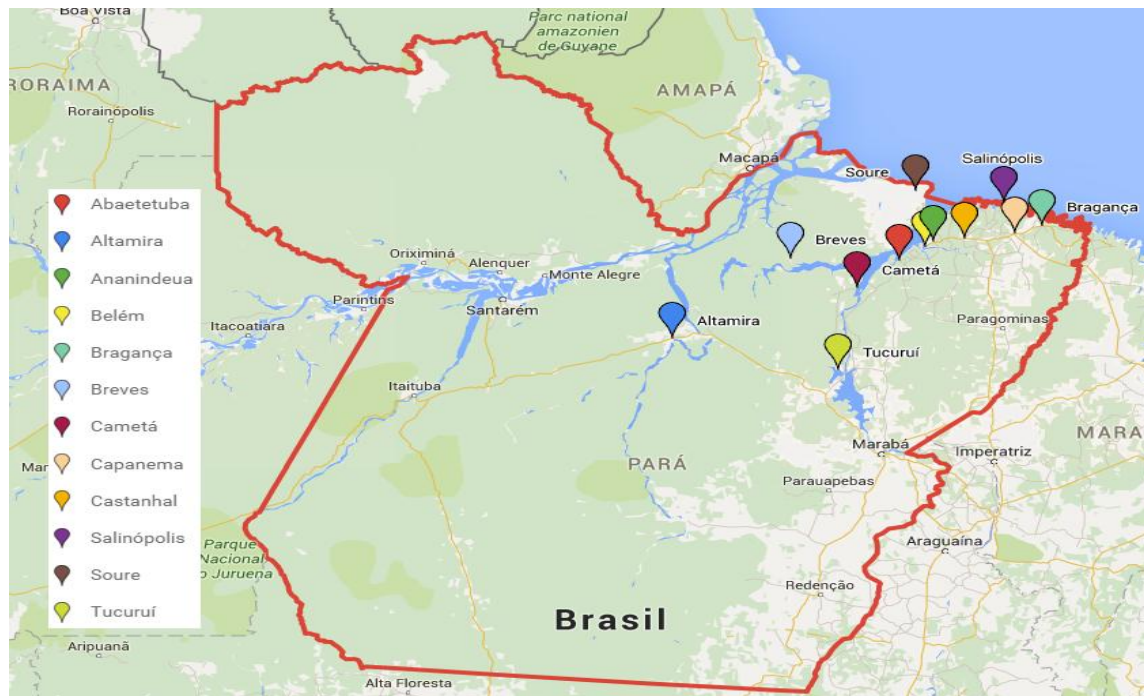 Boa Vista
Parc national
amazonien
de Guyane
RORAIMA
Rorainópolis
AMAPÁ
Macapá
Soure
Salinópolis
Bragança
Abaetetuba
Altamira
Ananindeua
Belém
Bragança
Breves
Cametá
Capanema
Castanhal
Salinópolis
Soure
Tucuruí
Oriximiná
Alenquer
Monte Alegre
Breves
Cametá
Parintins
Santarém
Itacoatiara
Altamira
Paragominas
Tucuruí
Itaituba
Marabá
Imperatriz
MARA
PARÁ
Parauapebas
Parque
Nacional
o Juruena
Araguaína
Redenção
Brasil
Aripuanã
Alta Floresta